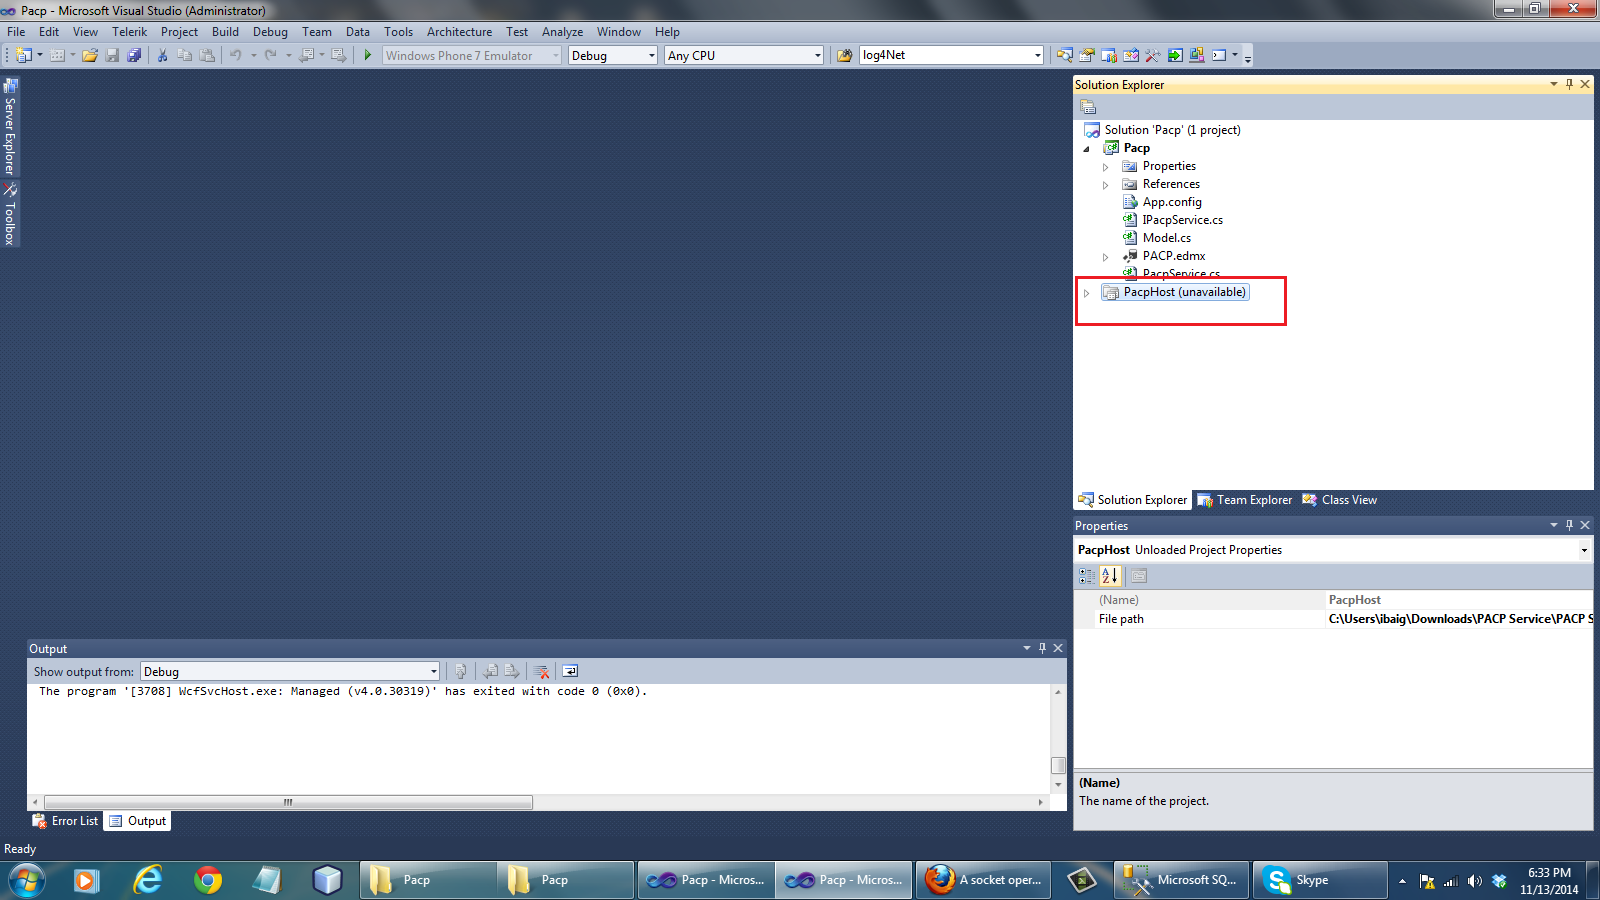 Pacp - Microsoft Visual Studio (Administrator)
File Edit View Telerik Project Build Debug Team Data Tools Architecture Test Analyze Window Help
Windows Phone 7 Emulator Debug Any CPU log4Net
Server Explorer
Toolbox
Solution Explorer
Solution 'Pacp' (1 project)
Pacp
Properties
References
App.config
IPacpService.cs
Model.cs
PACP.edmx
PacpService.cs
PacpHost (unavailable)
Solution Explorer Team Explorer Class View
Properties
PacpHost Unloaded Project Properties
(Name) PacpHost
File path C:\Users\ibaig\Downloads\PACP Service\PACP S
(Name)
The name of the project.
Output
Show output from: Debug
The program '[3708] WcfSvcHost.exe: Managed (v4.0.30319)' has exited with code 0 (0x0).
Error List Output
Ready
Pacp Pacp Pacp - Micros... Pacp - Micros... A socket oper... Microsoft SQ... Skype
6:33 PM
11/13/2014